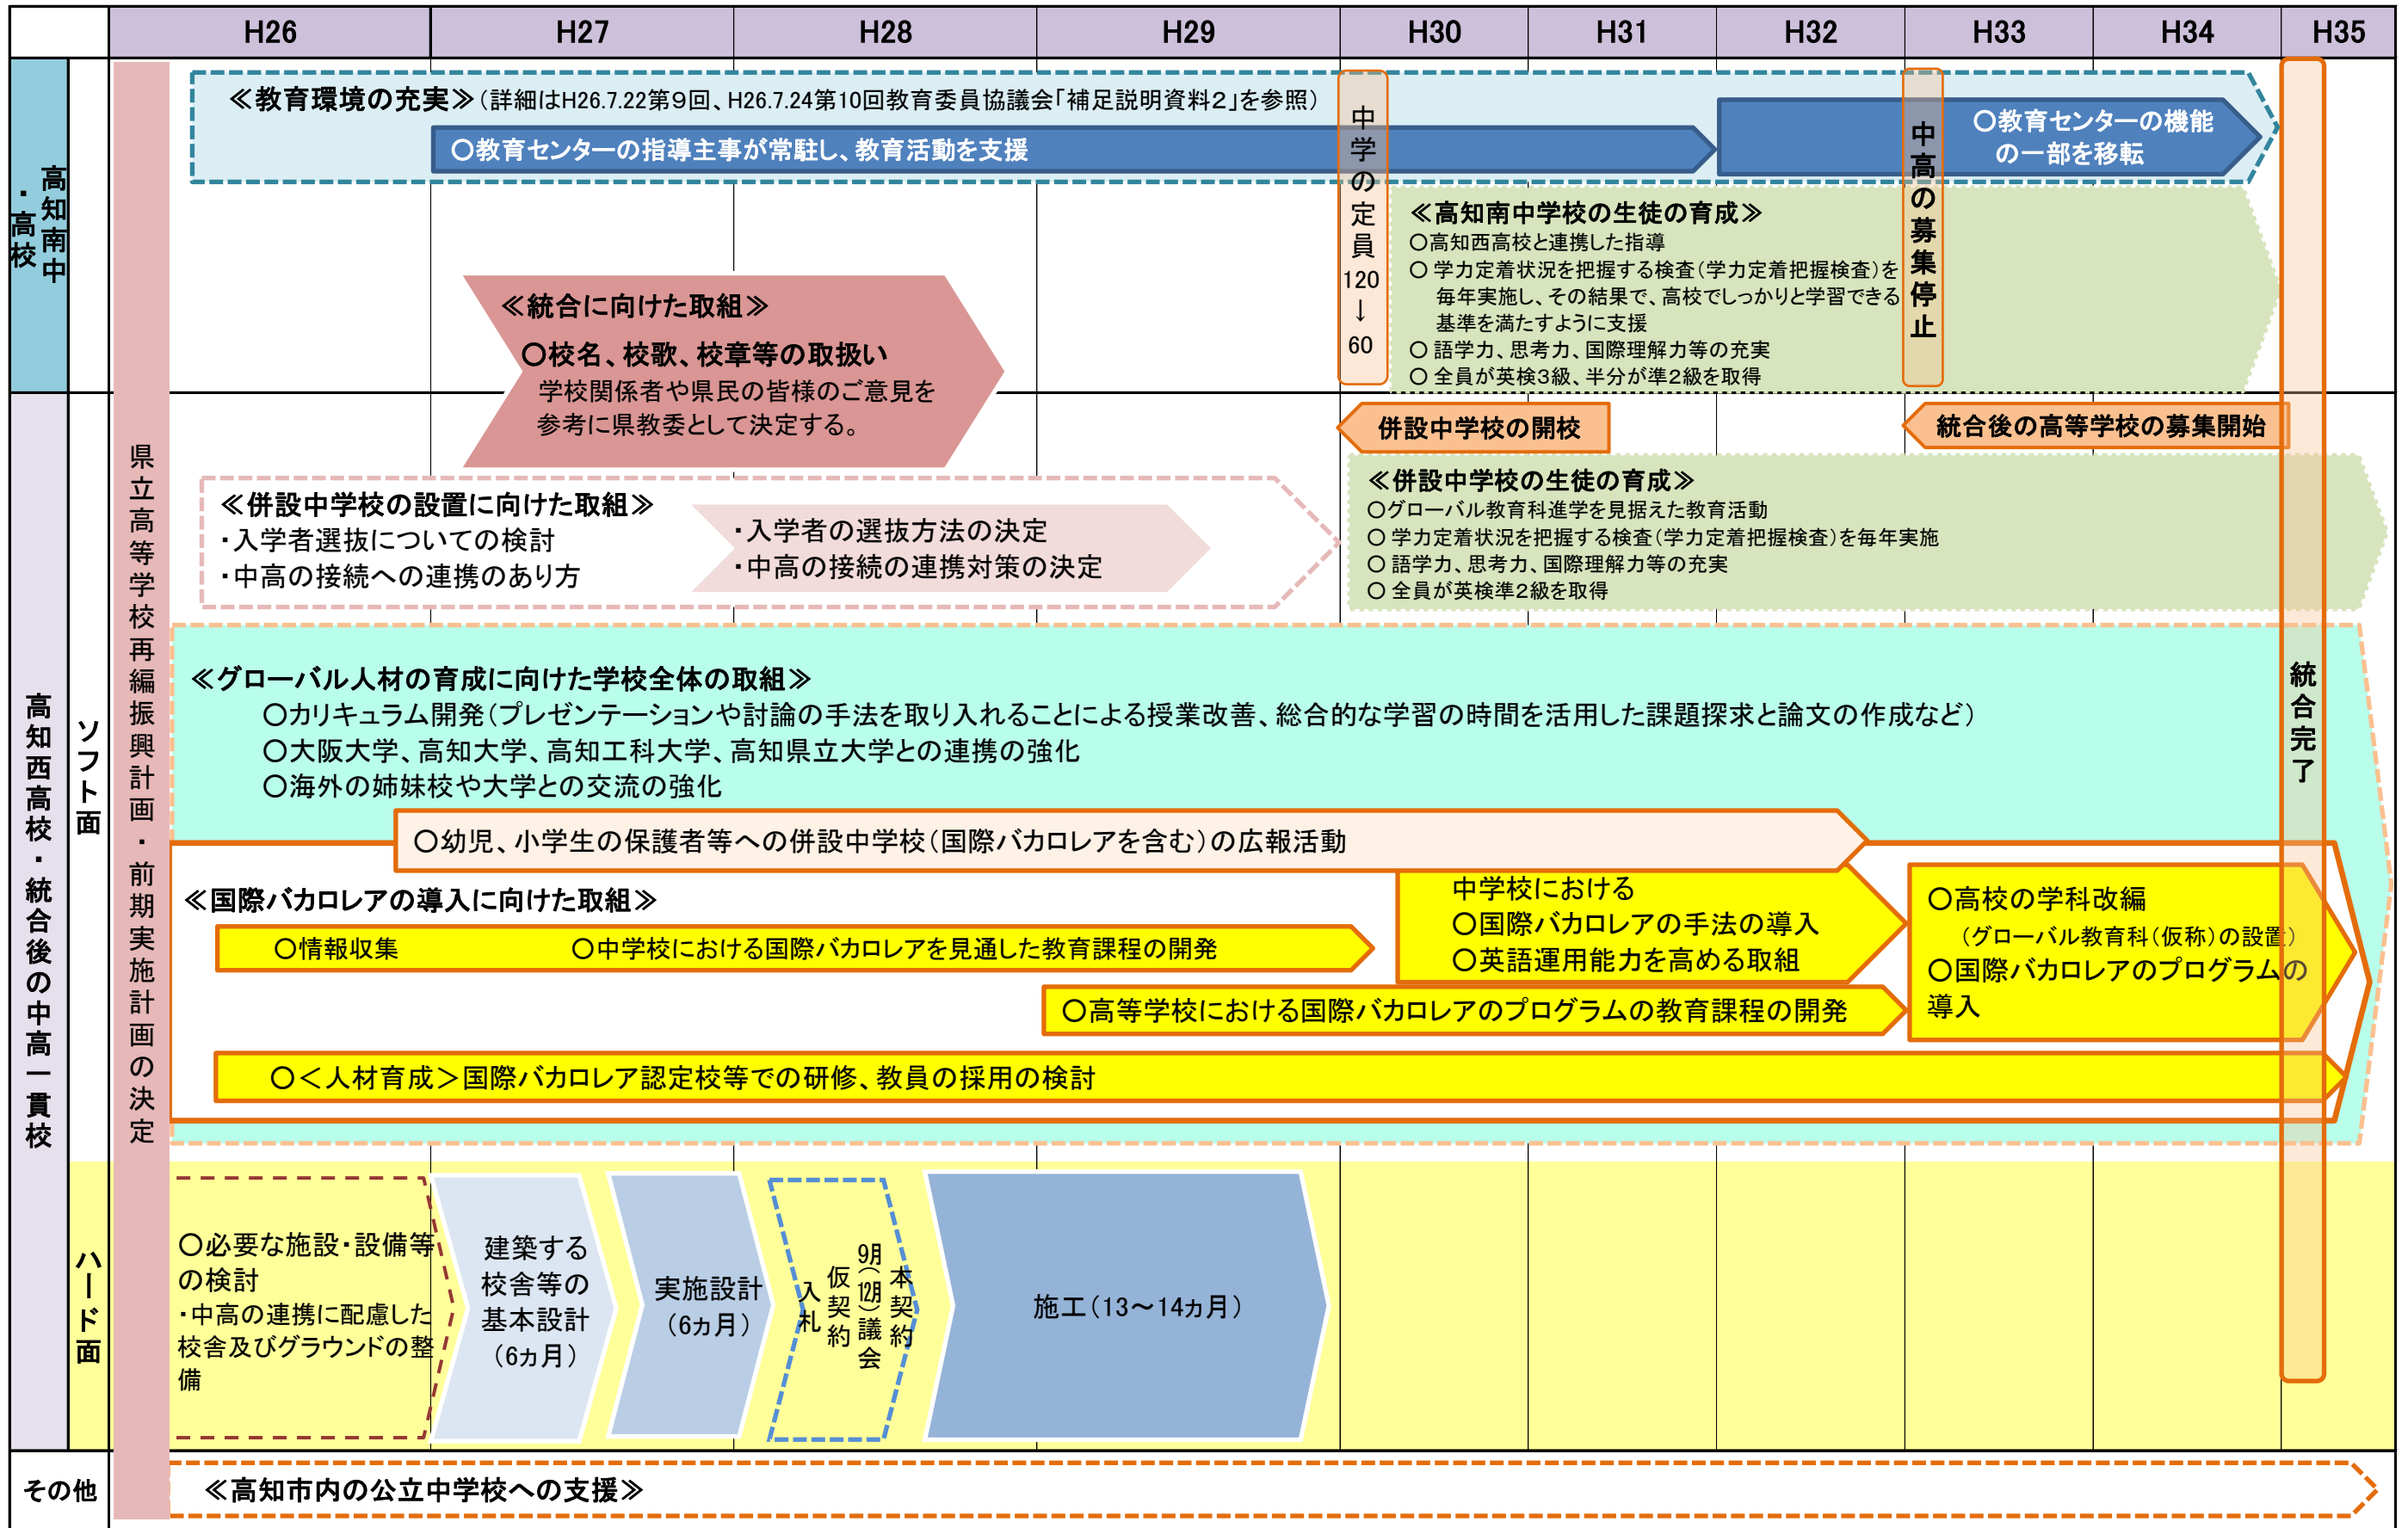 H26 H27 H28 H29 H30 H31 H32 H33 H34 H35
高知南中
・高校
≪教育環境の充実≫(詳細はH26.7.22第9回、H26.7.24第10回教育委員協議会「補足説明資料2」を参照)
○教育センターの指導主事が常駐し、教育活動を支援
○教育センターの機能
の一部を移転
中学の定員
120
↓
60
中高の募集停止
≪高知南中学校の生徒の育成≫
○高知西高校と連携した指導
○ 学力定着状況を把握する検査(学力定着把握検査)を
毎年実施し、その結果で、高校でしっかりと学習できる
基準を満たすように支援
○ 語学力、思考力、国際理解力等の充実
○ 全員が英検3級、半分が準2級を取得
≪統合に向けた取組≫
○校名、校歌、校章等の取扱い
学校関係者や県民の皆様のご意見を
参考に県教委として決定する。
県立高等学校再編振興計画・前期実施計画の決定
高知西高校・統合後の中高一貫校
ソフト面
併設中学校の開校
統合後の高等学校の募集開始
≪併設中学校の設置に向けた取組≫
・入学者選抜についての検討
・中高の接続への連携のあり方
・入学者の選抜方法の決定
・中高の接続の連携対策の決定
≪併設中学校の生徒の育成≫
○グローバル教育科進学を見据えた教育活動
○ 学力定着状況を把握する検査(学力定着把握検査)を毎年実施
○ 語学力、思考力、国際理解力等の充実
○ 全員が英検準2級を取得
統合完了
≪グローバル人材の育成に向けた学校全体の取組≫
○カリキュラム開発(プレゼンテーションや討論の手法を取り入れることによる授業改善、総合的な学習の時間を活用した課題探求と論文の作成など)
○大阪大学、高知大学、高知工科大学、高知県立大学との連携の強化
○海外の姉妹校や大学との交流の強化
○幼児、小学生の保護者等への併設中学校(国際バカロレアを含む)の広報活動
≪国際バカロレアの導入に向けた取組≫
○情報収集 ○中学校における国際バカロレアを見通した教育課程の開発
中学校における
○国際バカロレアの手法の導入
○英語運用能力を高める取組
○高校の学科改編
(グローバル教育科(仮称)の設置)
○国際バカロレアのプログラムの
導入
○高等学校における国際バカロレアのプログラムの教育課程の開発
○<人材育成>国際バカロレア認定校等での研修、教員の採用の検討
ハード面
○必要な施設・設備等
の検討
・中高の連携に配慮した
校舎及びグラウンドの整
備
建築する
校舎等の
基本設計
(6ヵ月)
実施設計
(6ヵ月)
入札
仮契約
9月(12月)議会
本契約
施工(13~14ヵ月)
その他
≪高知市内の公立中学校への支援≫